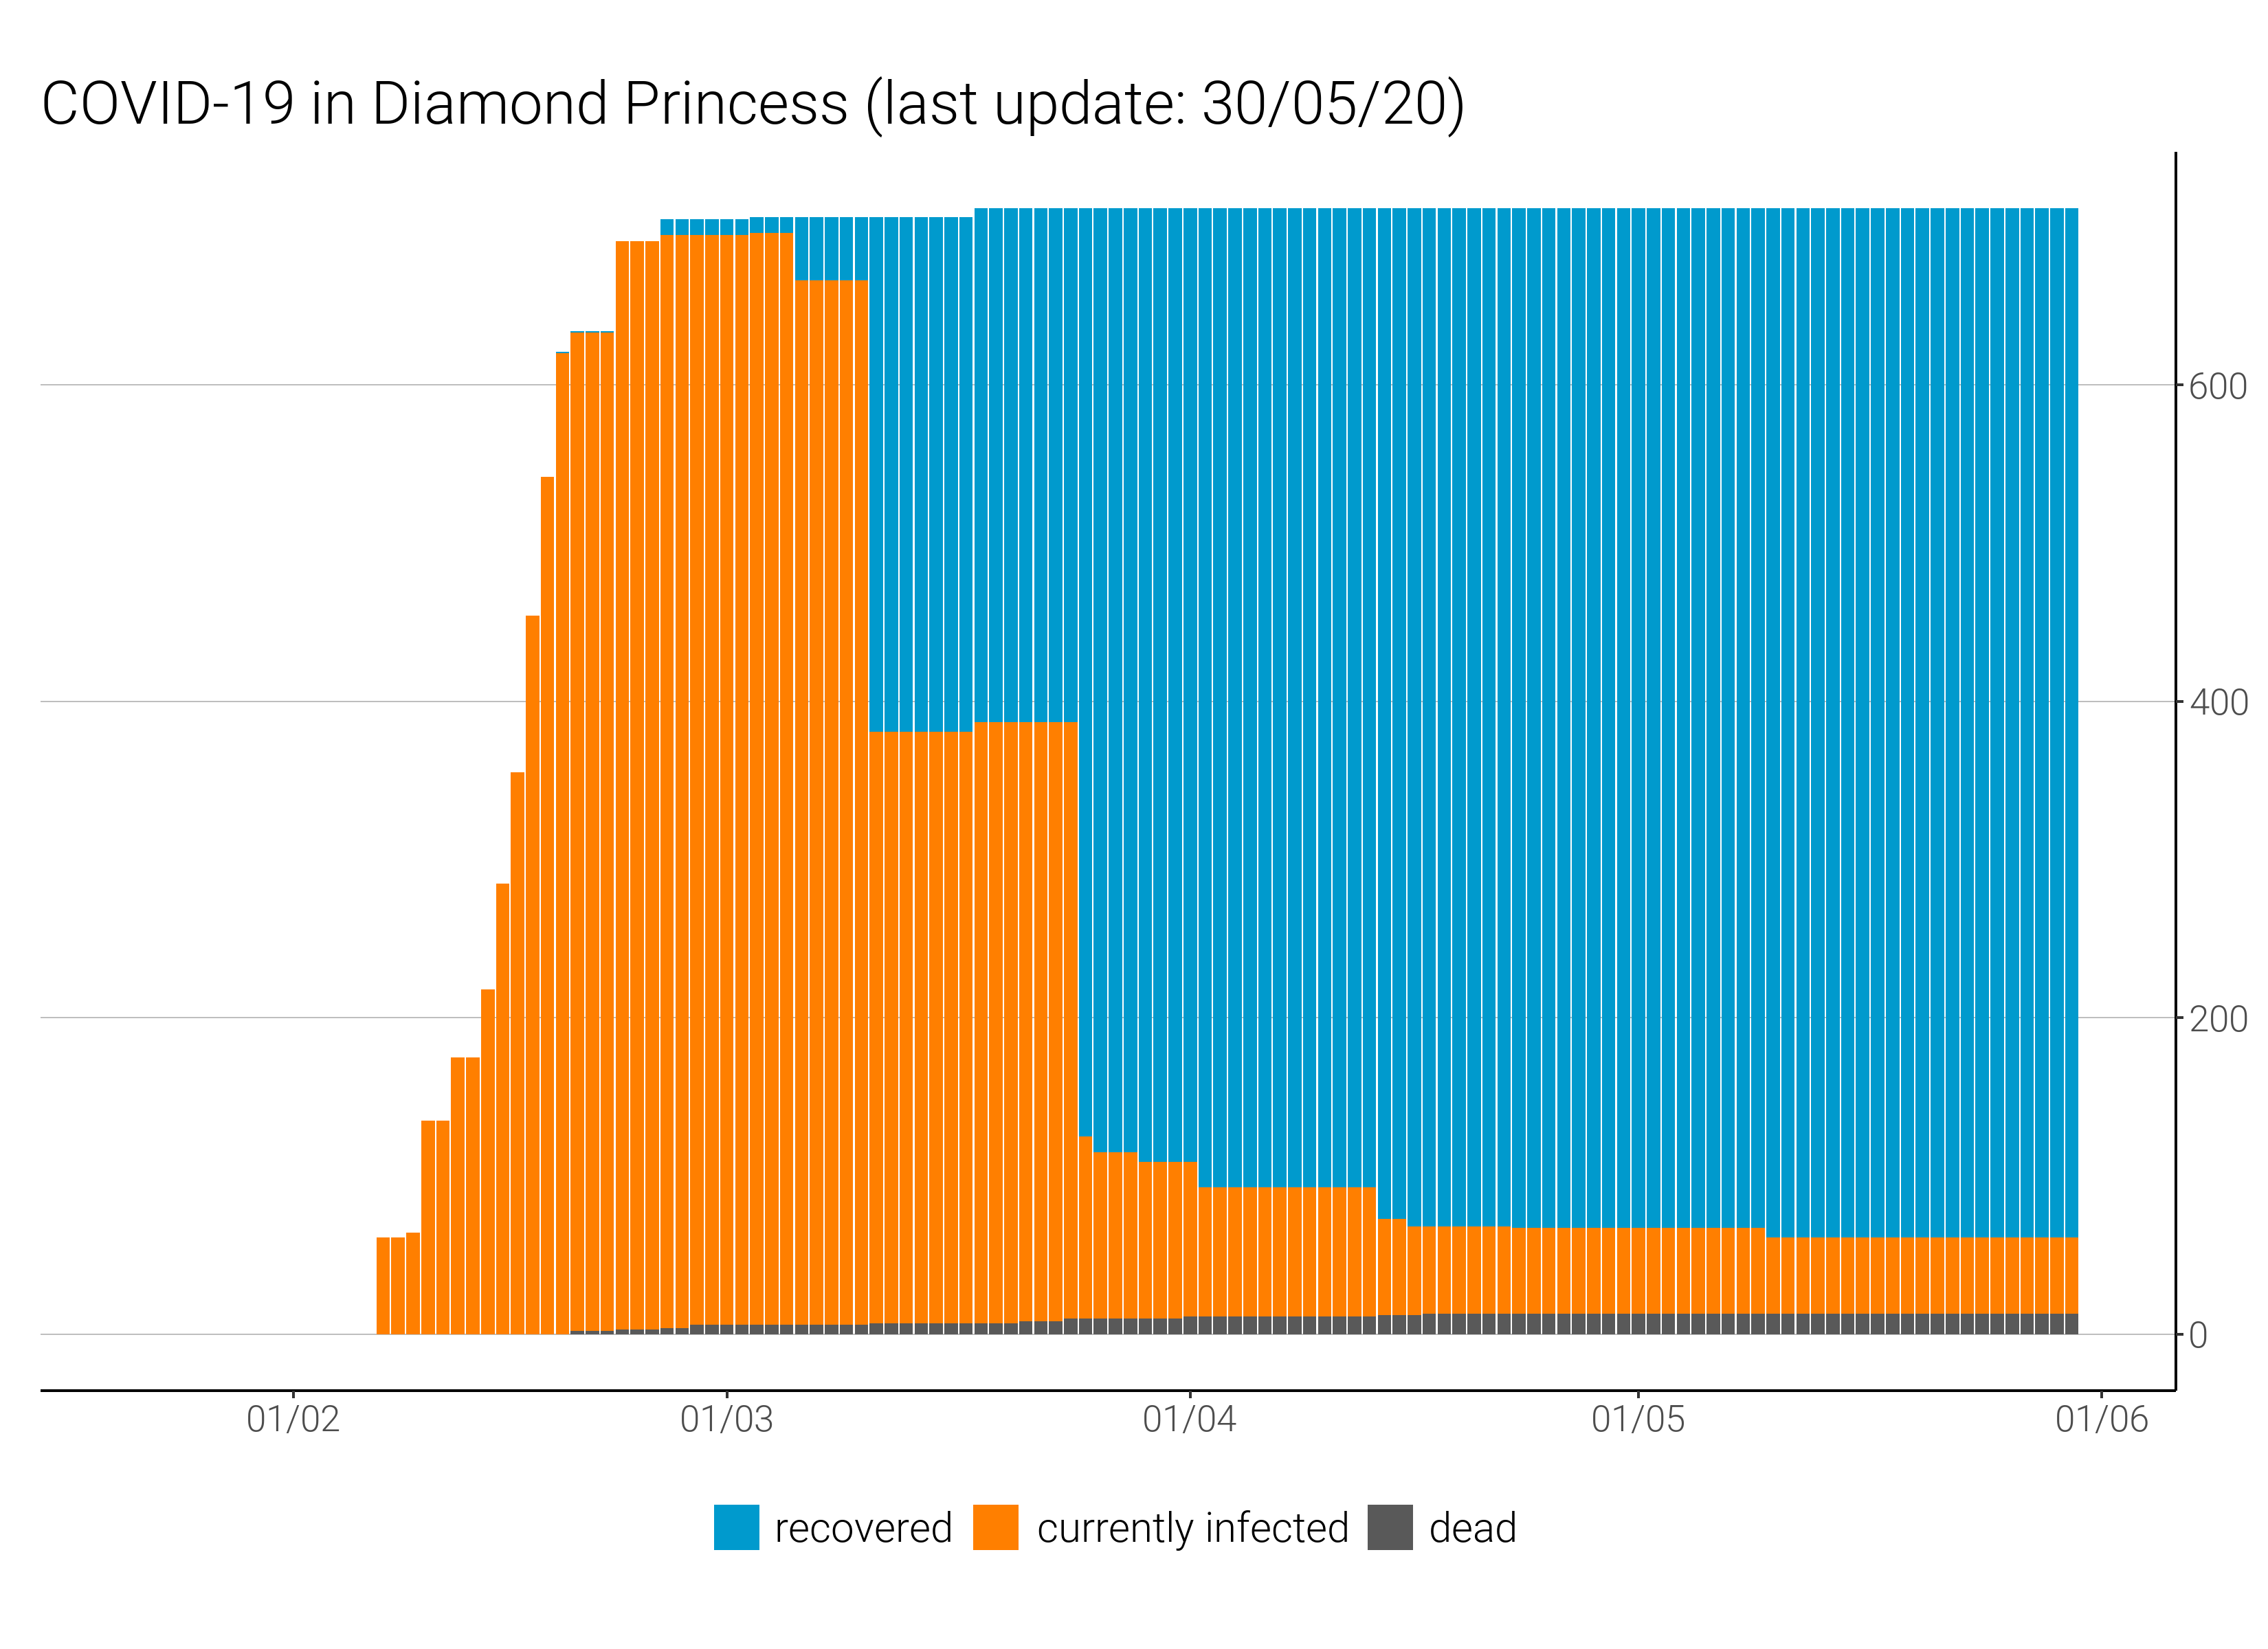 COVID-19 in Diamond Princess (last update: 30/05/20)
600
400
200
0
01/02 01/03 01/04 01/05 01/06
recovered currently infected dead